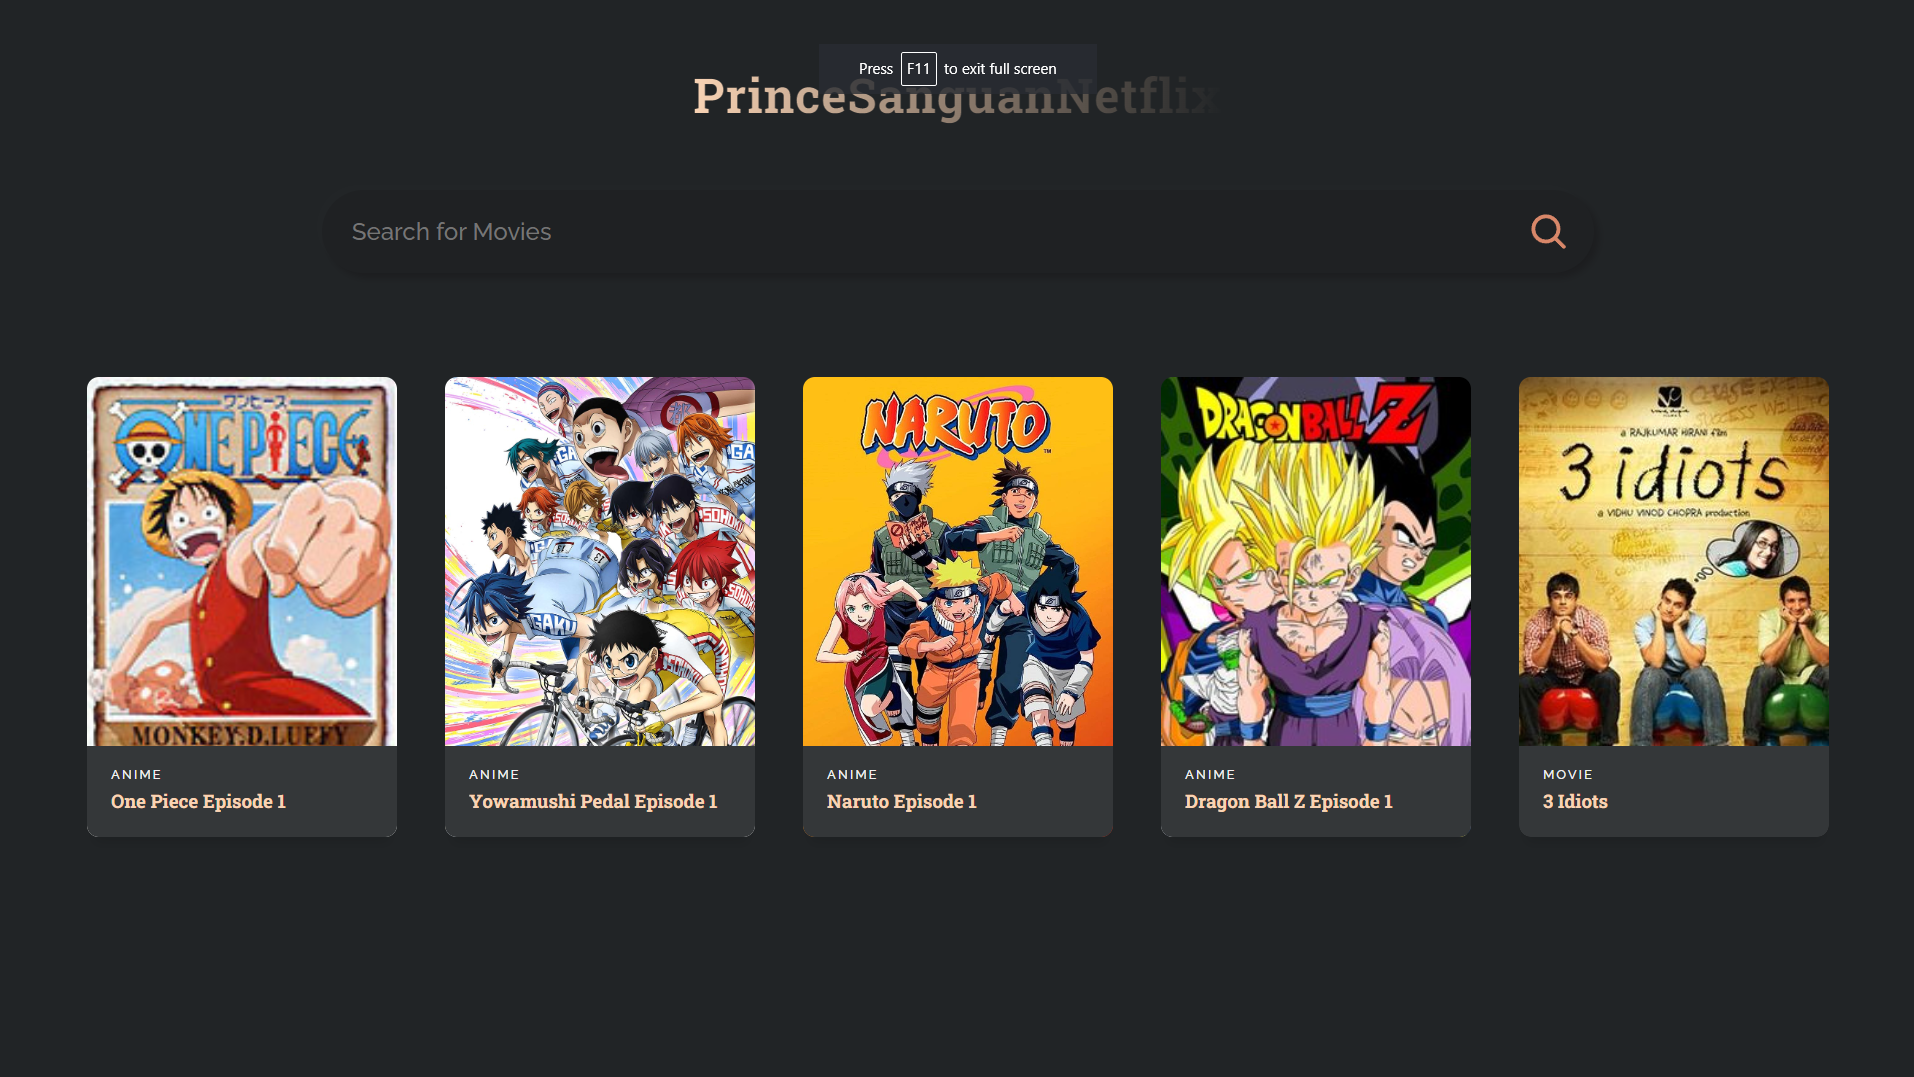 Press F11 to exit full screen
PrinceSanguanNetflix
Search for Movies
ワンピース
ONE PIECE
MONKEY.D.LUFFY
ANIME
One Piece Episode 1
SOHOKU
ANIME
Yowamushi Pedal Episode 1
NARUTO
TM
ANIME
Naruto Episode 1
DRAGON BALL Z
ANIME
Dragon Ball Z Episode 1
a RAJKUMAR HIRANI film
3 idiots
a VIDHU VINOD CHOPRA production
MOVIE
3 Idiots